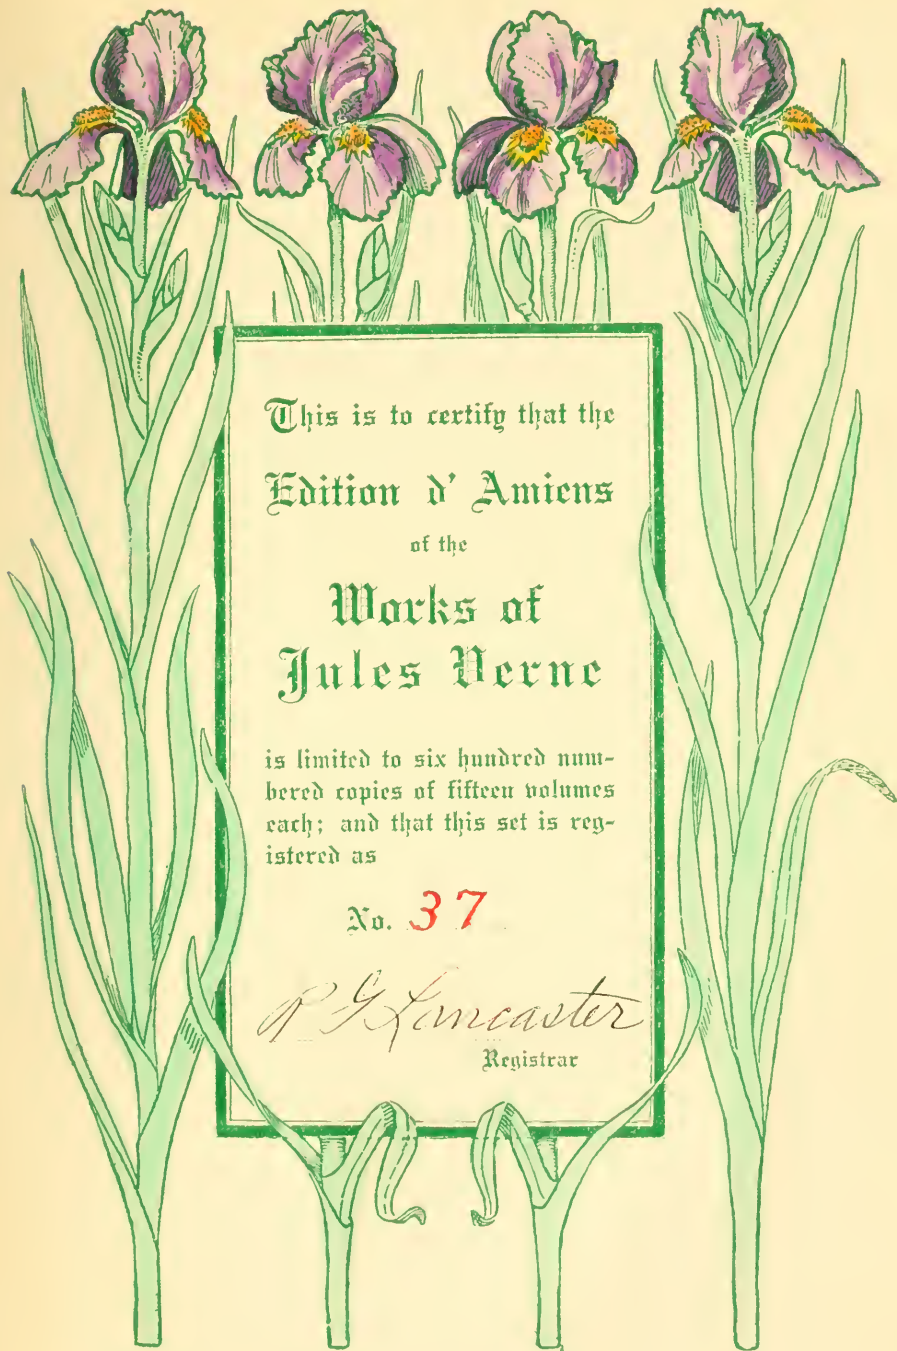 This is to certify that the
Edition d' Amiens
of the
Works of
Jules Verne
is limited to six hundred num-
bered copies of fifteen volumes
each; and that this set is reg-
istered as
No. 37
R G Lancaster
Registrar